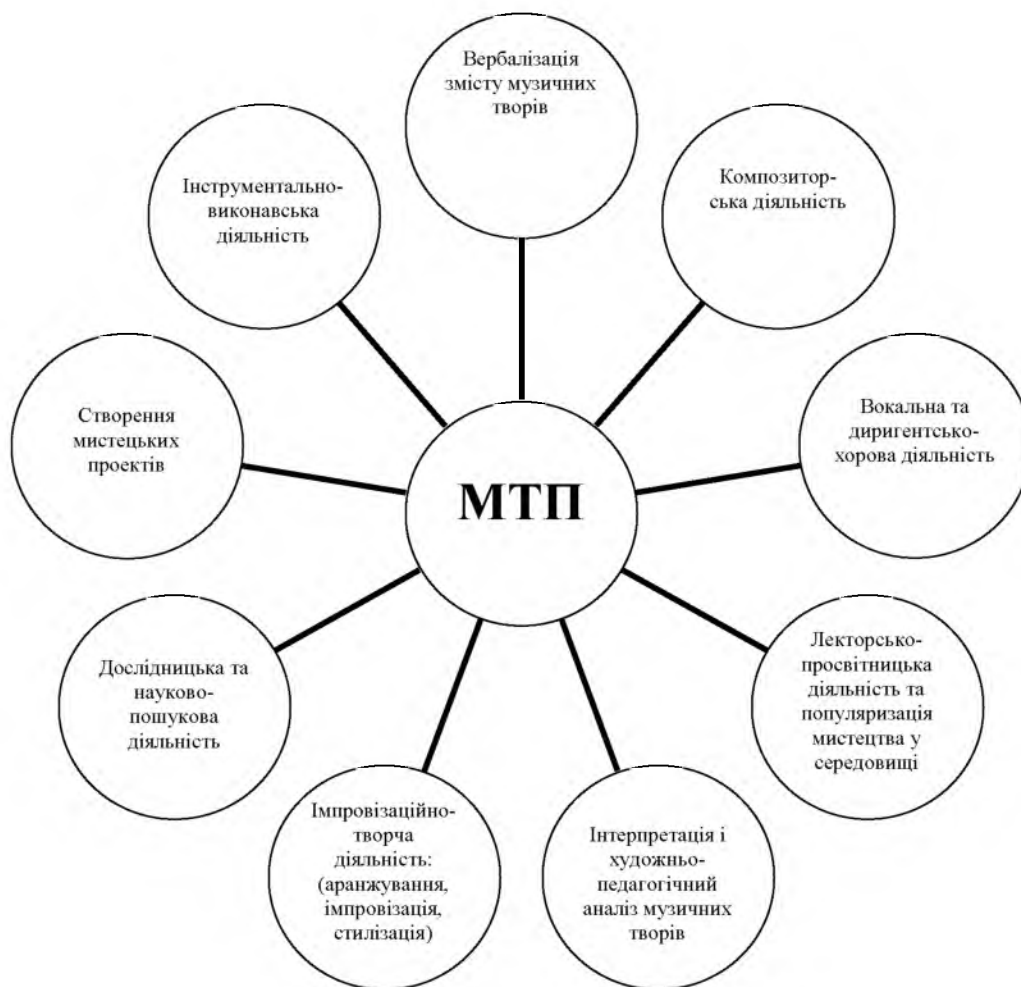 Вербалізація
змісту музичних
творів
Композитор-
ська діяльність
Вокальна та
диригентсько-
хорова діяльність
Лекторсько-
просвітницька
діяльність та
популяризація
мистецтва у
середовищі
Інтерпретація і
художньо-
педагогічний
аналіз музичних
творів
Імпровізаційно-
творча
діяльність:
(аранжування,
імпровізація,
стилізація)
Дослідницька та
науково-
пошукова
діяльність
Створення
мистецьких
проектів
Інструментально-
виконавська
діяльність
МТП